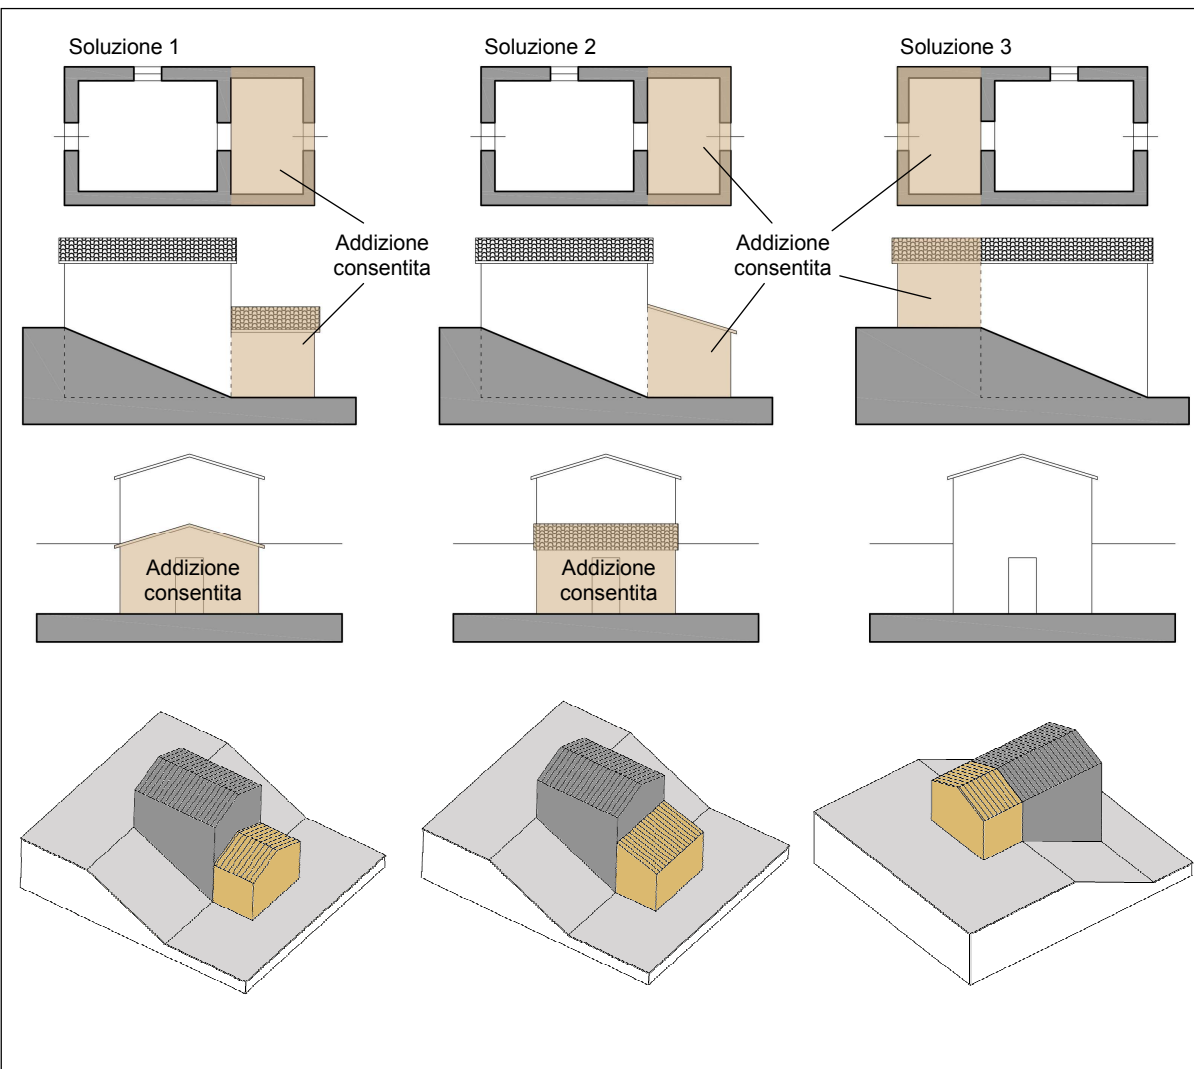 Soluzione 1
Soluzione 2
Soluzione 3
Addizione
consentita
Addizione
consentita
Addizione
consentita
Addizione
consentita